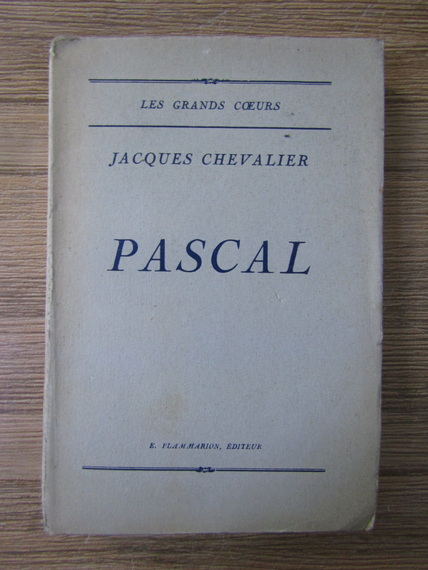 LES GRANDS CŒURS
JACQUES CHEVALIER
PASCAL
E. FLAMMARION, ÉDITEUR